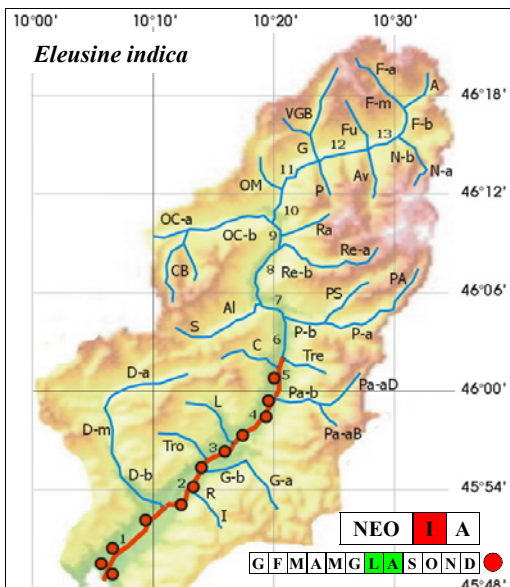 10°00' 10°10' 10°20' 10°30'
Eleusine indica
F-a
A
46°18'
F-m
VGB
Fu
F-b
12
13
G
N-b
11
Av
N-a
OM
P
46°12'
OC-a
10
Ra
OC-b
9
Re-a
CB
8
Re-b
PA
PS
46°06'
Al
7
S
P-b
P-a
6
C
Tre
D-a
5
Pa-aD
46°00'
L
Pa-b
4
D-m
Pa-aB
Tro
3
D-b
G-b
G-a
45°54'
2
R
I
NEO I A
1
G F M A M G L A S O N D
45°48'